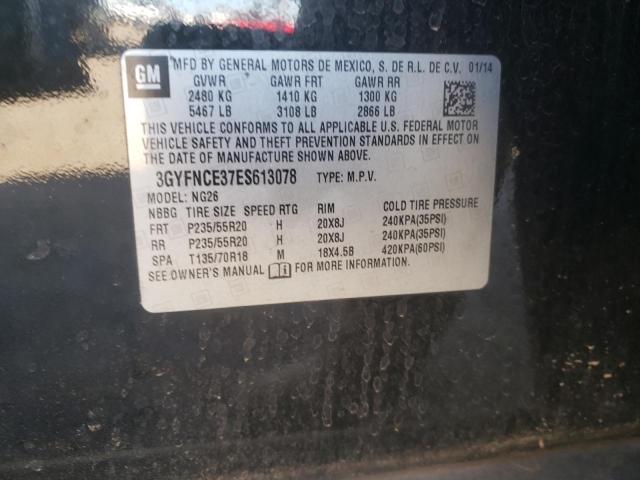 GM
MFD BY GENERAL MOTORS DE MEXICO, S. DE R.L. DE C.V. 01/14
GVWR GAWR FRT GAWR RR
2480 KG 1410 KG 1300 KG
5467 LB 3108 LB 2866 LB
THIS VEHICLE CONFORMS TO ALL APPLICABLE U.S. FEDERAL MOTOR
VEHICLE SAFETY AND THEFT PREVENTION STANDARDS IN EFFECT ON
THE DATE OF MANUFACTURE SHOWN ABOVE.
3GYFNCE37ES613078 TYPE: M.P.V.
MODEL: NG26
NBBG TIRE SIZE SPEED RTG RIM COLD TIRE PRESSURE
FRT P235/55R20 H 20X8J 240KPA(35PSI)
RR P235/55R20 H 20X8J 240KPA(35PSI)
SPA T135/70R18 M 18X4.5B 420KPA(60PSI)
SEE OWNER'S MANUAL FOR MORE INFORMATION.